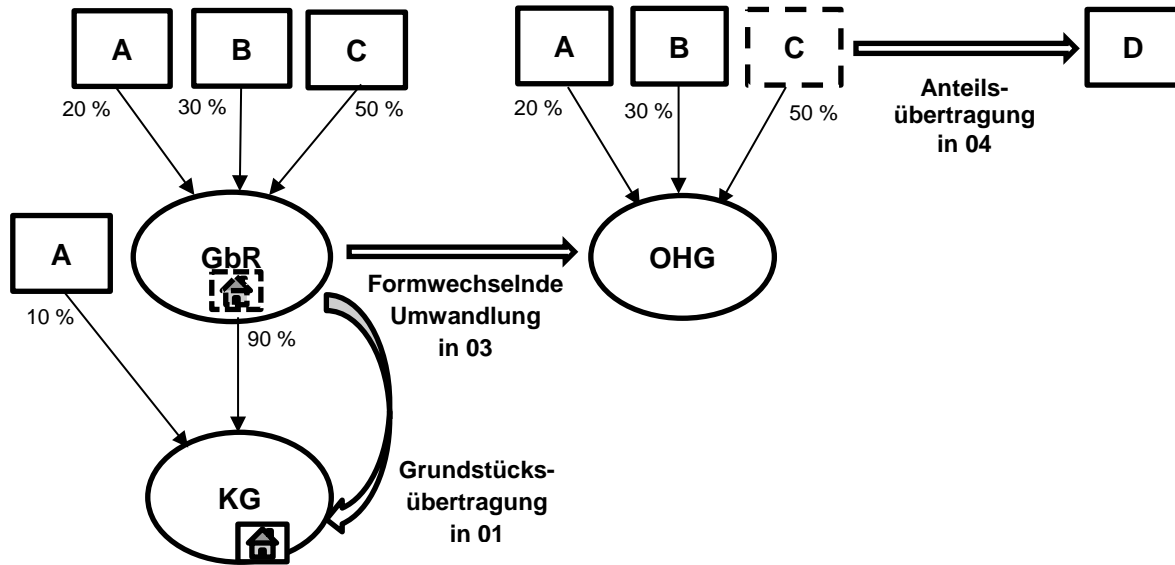 A
B
C
20 %
30 %
50 %
GbR
A
10 %
90 %
KG
Formwechselnde
Umwandlung
in 03
Grundstücks-
übertragung
in 01
A
B
C
20 %
30 %
50 %
OHG
Anteils-
übertragung
in 04
D